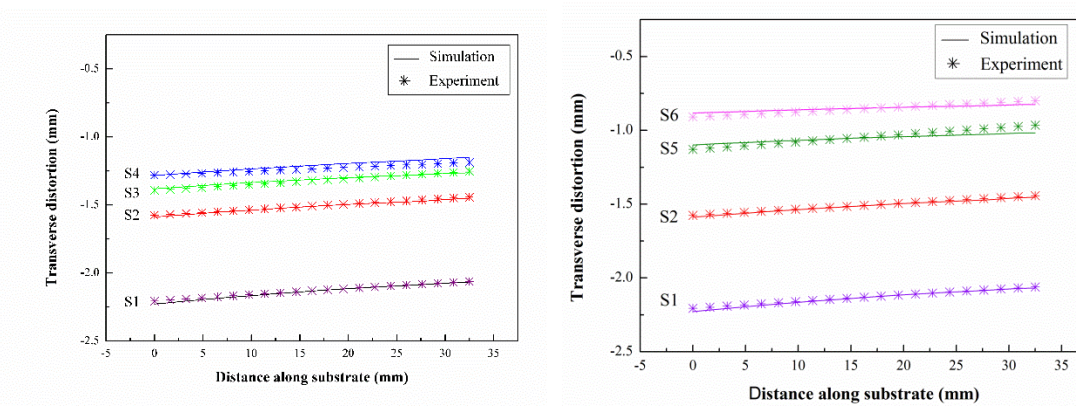 Simulation
Experiment
-0.5
-1.0
-1.5
-2.0
-2.5
Transverse distortion (mm)
S4
S3
S2
S1
-5 0 5 10 15 20 25 30 35
Distance along substrate (mm)
Simulation
Experiment
-0.5
-1.0
-1.5
-2.0
-2.5
Transverse distortion (mm)
S6
S5
S2
S1
-5 0 5 10 15 20 25 30 35
Distance along substrate (mm)